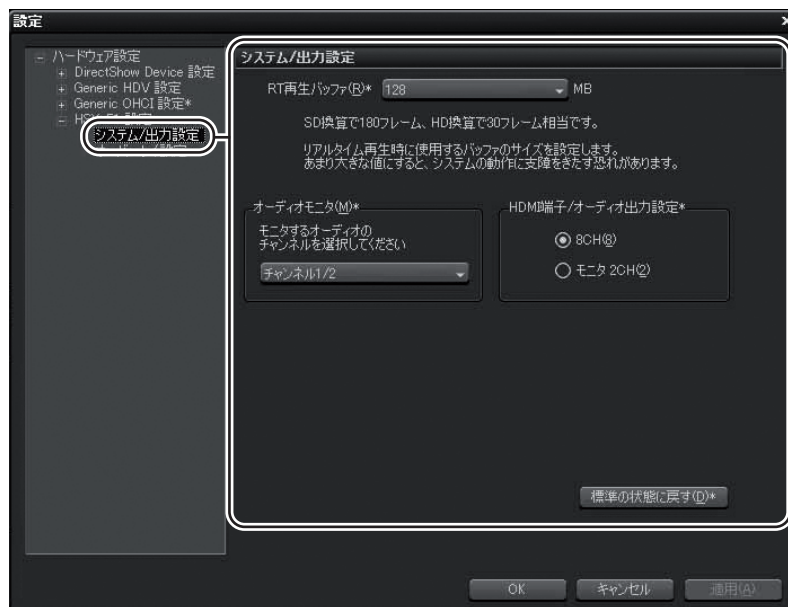 設定
ハードウェア設定
DirectShow Device 設定
Generic HDV 設定
Generic OHCI 設定*
システム/出力設定
システム/出力設定
RT再生バッファ(R)* 128 MB
SD換算で180フレーム、HD換算で30フレーム相当です。
リアルタイム再生時に使用するバッファのサイズを設定します。
あまり大きな値にすると、システムの動作に支障をきたす恐れがあります。
オーディオモニタ(M)*
モニタするオーディオの
チャンネルを選択してください
チャンネル1/2
HDMI端子/オーディオ出力設定*
8CH(8)
モニタ 2CH(2)
標準の状態に戻す(D)*
OK キャンセル 適用(A)